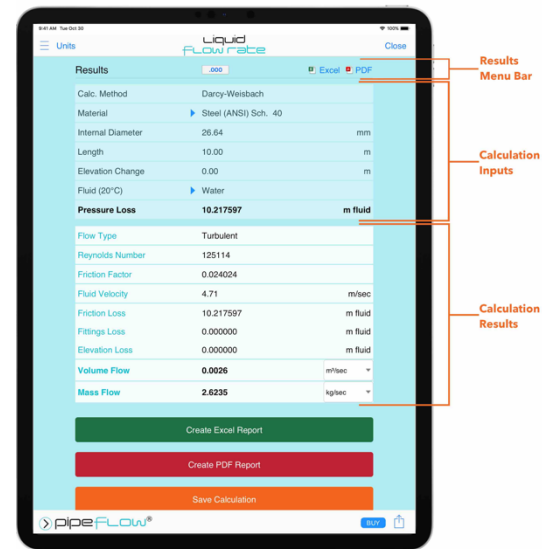 9:41 AM Tue Oct 30 100%
Units Liquid Flow rate Close
Results .000 Excel PDF
Calc. Method Darcy-Weisbach
Material Steel (ANSI) Sch. 40
Internal Diameter 26.64 mm
Length 10.00 m
Elevation Change 0.00 m
Fluid (20°C) Water
Pressure Loss 10.217597 m fluid
Flow Type Turbulent
Reynolds Number 125114
Friction Factor 0.024024
Fluid Velocity 4.71 m/sec
Friction Loss 10.217597 m fluid
Fittings Loss 0.000000 m fluid
Elevation Loss 0.000000 m fluid
Volume Flow 0.0026 m³/sec
Mass Flow 2.6235 kg/sec
Create Excel Report
Create PDF Report
Save Calculation
pipeFLOW® BUY
Results
Menu Bar
Calculation
Inputs
Calculation
Results